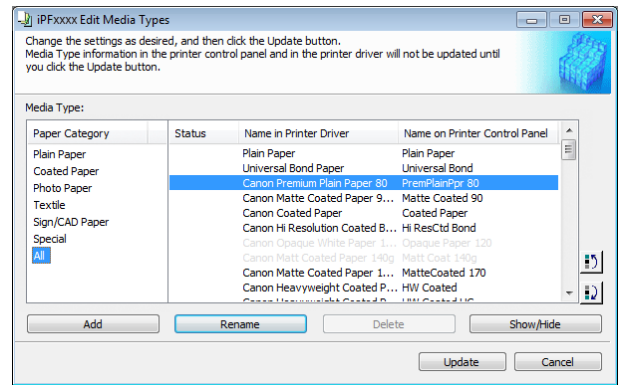 iPFxxxx Edit Media Types
Change the settings as desired, and then click the Update button.
Media Type information in the printer control panel and in the printer driver will not be updated until
you click the Update button.
Media Type:
Paper Category Status Name in Printer Driver Name on Printer Control Panel
Plain Paper
Coated Paper
Photo Paper
Textile
Sign/CAD Paper
Special
All
Plain Paper Plain Paper
Universal Bond Paper Universal Bond
Canon Premium Plain Paper 80 PremPlainPpr 80
Canon Matte Coated Paper 9... Matte Coated 90
Canon Coated Paper Coated Paper
Canon Hi Resolution Coated B... Hi ResCtd Bond
Canon Opaque White Paper 1... Opaque Paper 120
Canon Matt Coated Paper 140g Matt Coat 140g
Canon Matte Coated Paper 1... MatteCoated 170
Canon Heavyweight Coated P... HW Coated
Add Rename Delete Show/Hide
Update Cancel